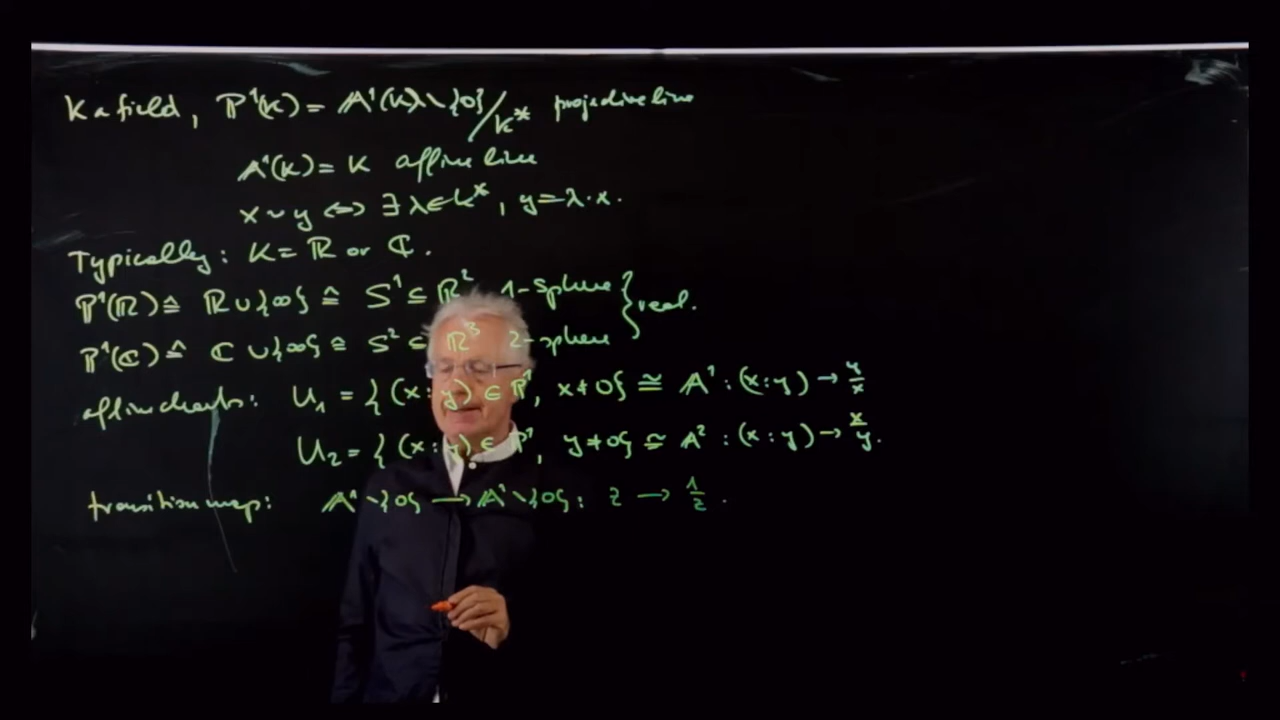 K a field, ℙ¹(K) = 𝔸¹(K)∖{0}/K* projective line
𝔸¹(K) = K affine line
x ~ y ⇔ ∃ λ ∈ K^×, y = λ·x.
Typically: K = ℝ or ℂ.
ℙ¹(ℝ) ≙ ℝ ∪ {∞} ≙ S¹ ⊆ ℝ² 1-sphere } real.
ℙ¹(ℂ) ≙ ℂ ∪ {∞} ≙ S² ⊆ ℝ³ 2-sphere
affine charts: U₁ = { (x:y) ∈ ℙ¹, x ≠ 0} ≅ 𝔸¹ : (x:y) → y/x
U₂ = { (x:y) ∈ ℙ¹, y ≠ 0} ≅ 𝔸² : (x:y) → x/y.
transition map: 𝔸¹∖{0} → 𝔸¹∖{0} : z → 1/z.